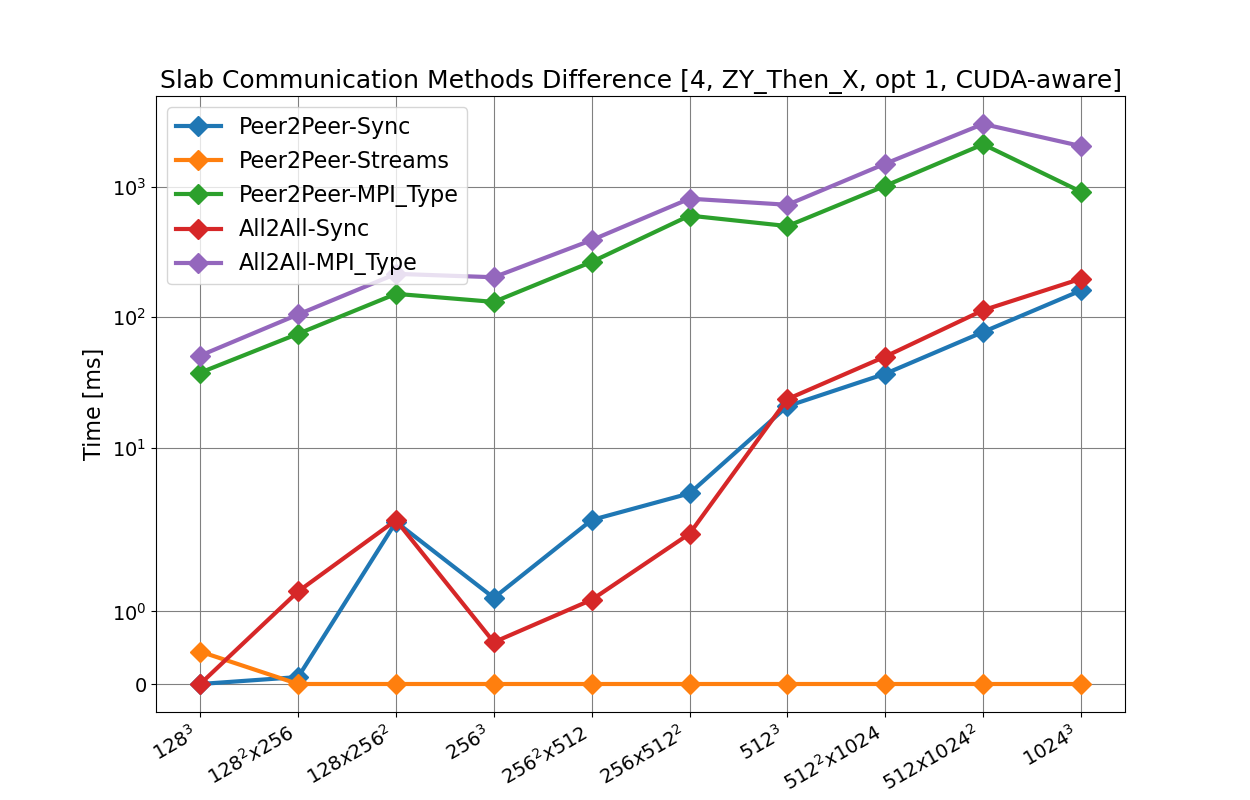 Slab Communication Methods Difference [4, ZY_Then_X, opt 1, CUDA-aware]
Peer2Peer-Sync
Peer2Peer-Streams
Peer2Peer-MPI_Type
All2All-Sync
All2All-MPI_Type
Time [ms]
10³
10²
10¹
10⁰
0
128³
128²x256
128x256²
256³
256²x512
256x512²
512³
512²x1024
512x1024²
1024³